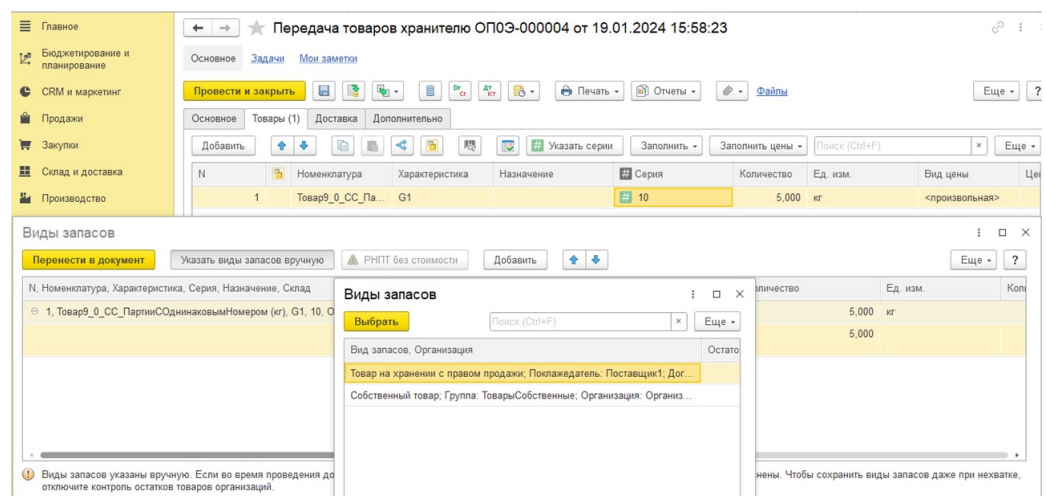 Главное
Передача товаров хранителю ОП0Э-000004 от 19.01.2024 15:58:23
Бюджетирование и
планирование
Основное Задачи Мои заметки
CRM и маркетинг
Провести и закрыть Dr Cr Дт Кт Печать Отчеты Файлы Еще ?
Продажи
Основное Товары (1) Доставка Дополнительно
Закупки
Добавить Указать серии Заполнить Заполнить цены Поиск (Ctrl+F) × Еще
Склад и доставка
N Номенклатура Характеристика Назначение Серия Количество Ед. изм. Вид цены
Производство
1 Товар9_0_СС_Па... G1 10 5,000 кг <произвольная>
Виды запасов
Перенести в документ Указать виды запасов вручную РНПТ без стоимости Добавить Еще ?
N, Номенклатура, Характеристика, Серия, Назначение, Склад
Ед. изм.
1, Товар9_0_СС_ПартииСОднинаковымНомером (кг), G1, 10, О
5,000 кг
5,000
Виды запасов
Выбрать Поиск (Ctrl+F) × Еще
Вид запасов, Организация Остато
Товар на хранении с правом продажи; Поклажедатель: Поставщик1; Дог...
Собственный товар; Группа: ТоварыСобственные; Организация: Организ...
Виды запасов указаны вручную. Если во время проведения до
нены. Чтобы сохранить виды запасов даже при нехватке,
отключите контроль остатков товаров организаций.